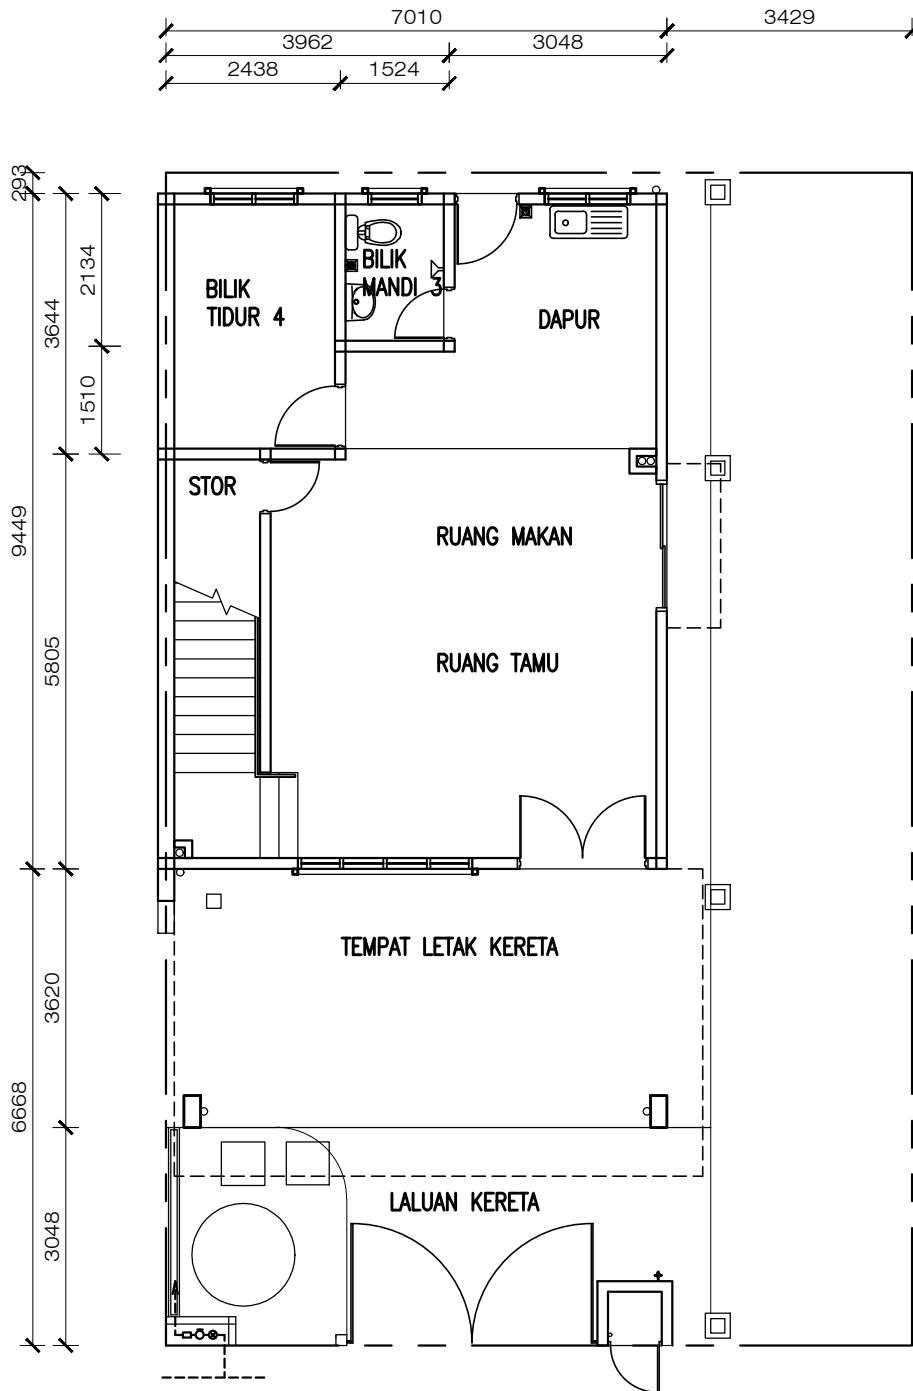 7010
3429
3962
3048
2438
1524
293
9449
3644
2134
1510
5805
6668
3620
3048
BILIK
TIDUR 4
BILIK
MANDI 3
DAPUR
STOR
RUANG MAKAN
RUANG TAMU
TEMPAT LETAK KERETA
LALUAN KERETA